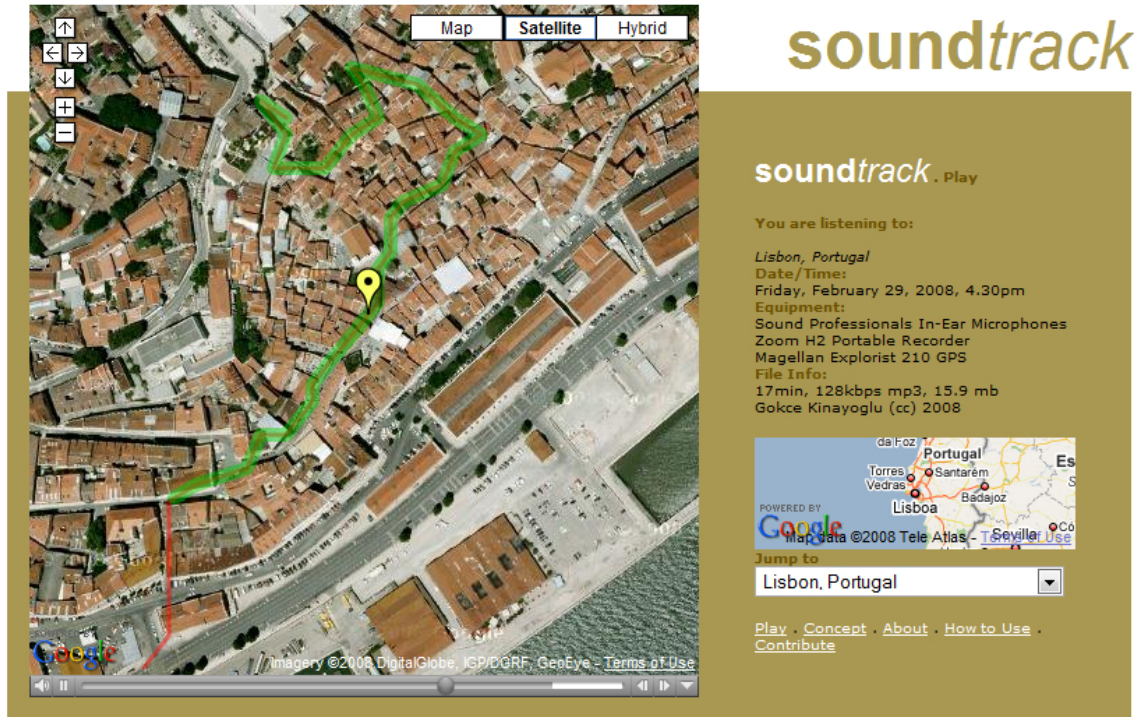 Map Satellite Hybrid
soundtrack
soundtrack . Play
You are listening to:
Lisbon, Portugal
Date/Time:
Friday, February 29, 2008, 4.30pm
Equipment:
Sound Professionals In-Ear Microphones
Zoom H2 Portable Recorder
Magellan Explorist 210 GPS
File Info:
17min, 128kbps mp3, 15.9 mb
Gokce Kinayoglu (cc) 2008
da Foz
Portugal
Es
Torres
Vedras
Santarém
Badajoz
Lisboa
POWERED BY
Google
Sevilla
Có
Map data ©2008 Tele Atlas - Terms of Use
Jump to
Lisbon, Portugal
Play . Concept . About . How to Use .
Contribute
Google
Imagery ©2008 DigitalGlobe, IGP/DGRF, GeoEye - Terms of Use